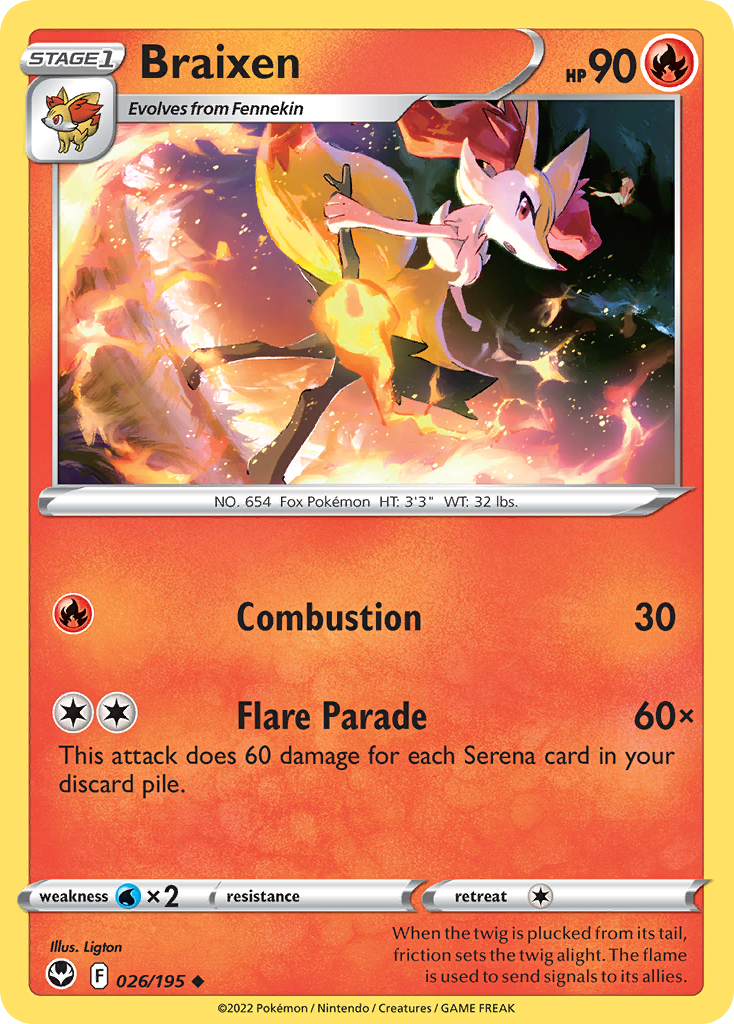 STAGE1
Braixen
HP 90
Evolves from Fennekin
NO. 654 Fox Pokémon HT: 3'3" WT: 32 lbs.
Combustion 30
Flare Parade 60×
This attack does 60 damage for each Serena card in your
discard pile.
weakness ×2 resistance retreat
Illus. Ligton
When the twig is plucked from its tail,
friction sets the twig alight. The flame
is used to send signals to its allies.
F 026/195
©2022 Pokémon / Nintendo / Creatures / GAME FREAK